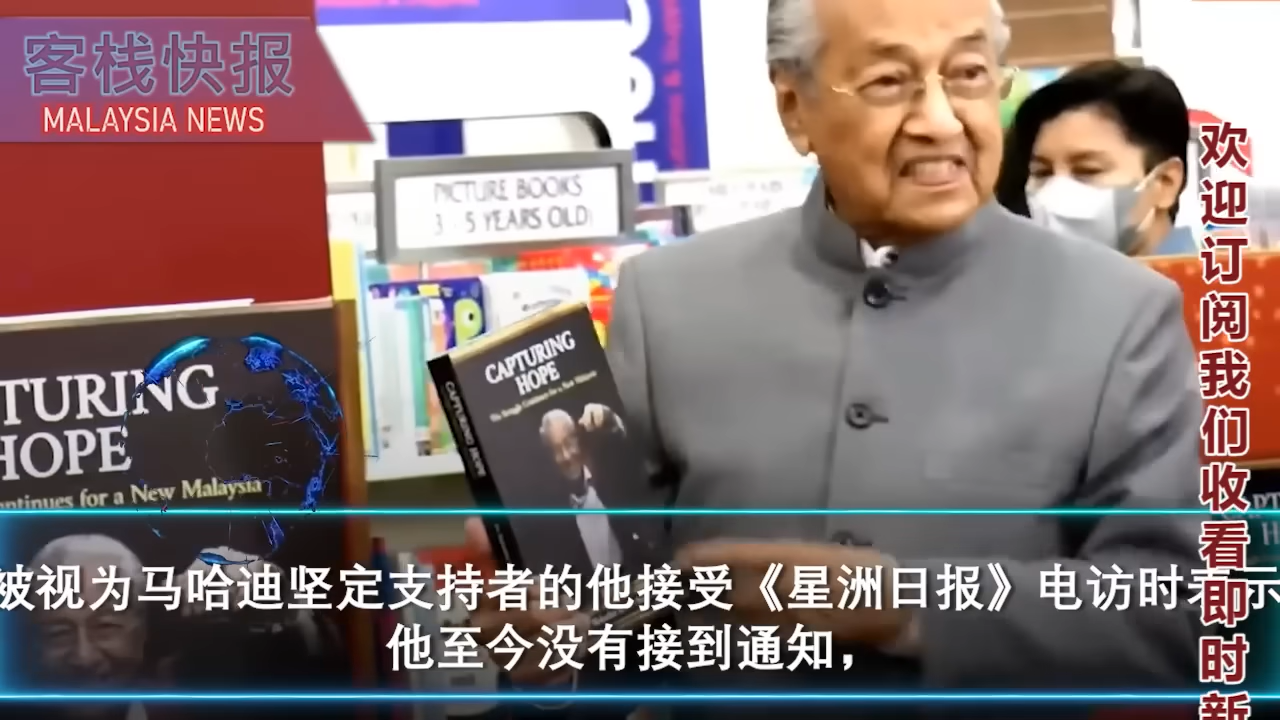 客栈快报
MALAYSIA NEWS
PICTURE BOOKS
3 - 5 YEARS OLD
CAPTURING
HOPE
CAPTURING HOPE
TURING
HOPE
ntinues for a New Malaysia
欢迎订阅我们收看即时新
被视为马哈迪坚定支持者的他接受《星洲日报》电访时表示
他至今没有接到通知，